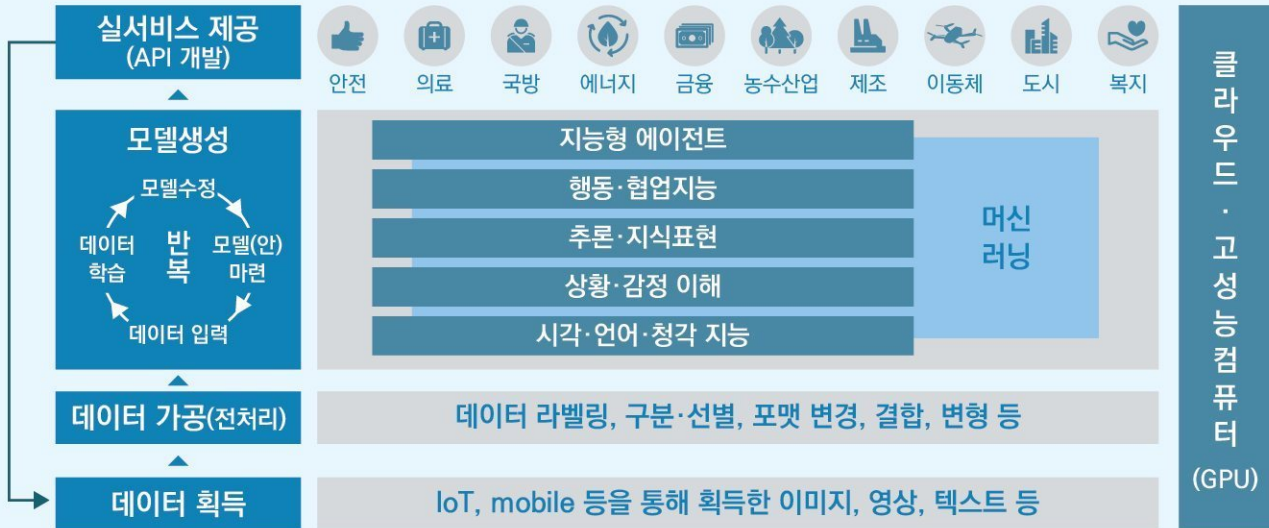 실서비스 제공
(API 개발)
안전
의료
국방
에너지
금융
농수산업
제조
이동체
도시
복지
모델생성
모델수정
데이터
학습
반
복
모델(안)
마련
데이터 입력
지능형 에이전트
행동·협업지능
추론·지식표현
상황·감정 이해
시각·언어·청각 지능
머신
러닝
데이터 가공(전처리)
데이터 라벨링, 구분·선별, 포맷 변경, 결합, 변형 등
데이터 획득
IoT, mobile 등을 통해 획득한 이미지, 영상, 텍스트 등
클
라
우
드
·
고
성
능
컴
퓨
터
(GPU)